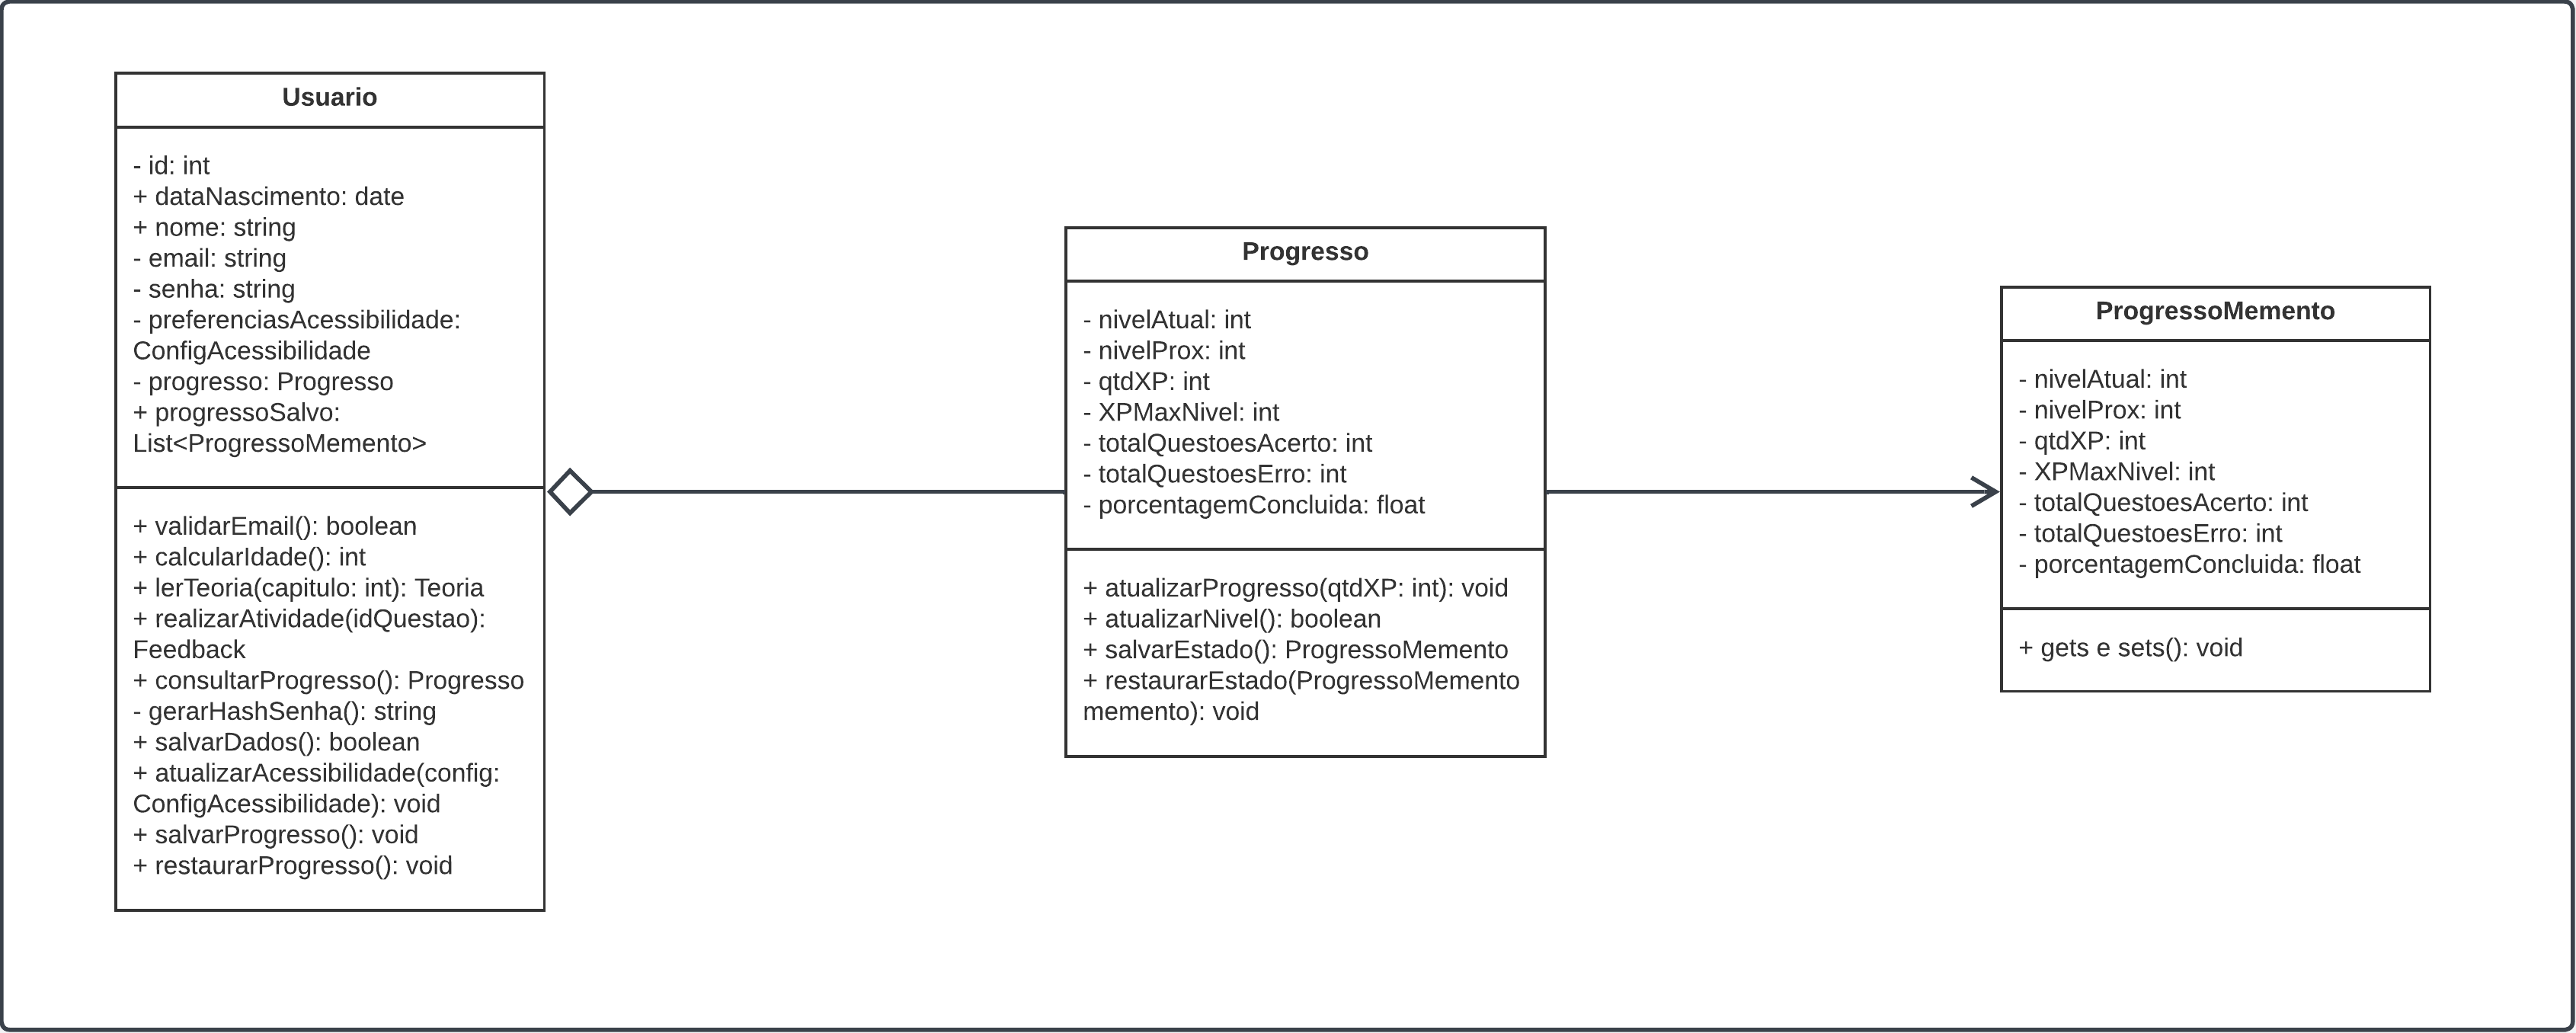 Usuario
- id: int
+ dataNascimento: date
+ nome: string
- email: string
- senha: string
- preferenciasAcessibilidade:
ConfigAcessibilidade
- progresso: Progresso
+ progressoSalvo:
List<ProgressoMemento>
+ validarEmail(): boolean
+ calcularIdade(): int
+ lerTeoria(capitulo: int): Teoria
+ realizarAtividade(idQuestao):
Feedback
+ consultarProgresso(): Progresso
- gerarHashSenha(): string
+ salvarDados(): boolean
+ atualizarAcessibilidade(config:
ConfigAcessibilidade): void
+ salvarProgresso(): void
+ restaurarProgresso(): void
Progresso
- nivelAtual: int
- nivelProx: int
- qtdXP: int
- XPMaxNivel: int
- totalQuestoesAcerto: int
- totalQuestoesErro: int
- porcentagemConcluida: float
+ atualizarProgresso(qtdXP: int): void
+ atualizarNivel(): boolean
+ salvarEstado(): ProgressoMemento
+ restaurarEstado(ProgressoMemento
memento): void
ProgressoMemento
- nivelAtual: int
- nivelProx: int
- qtdXP: int
- XPMaxNivel: int
- totalQuestoesAcerto: int
- totalQuestoesErro: int
- porcentagemConcluida: float
+ gets e sets(): void